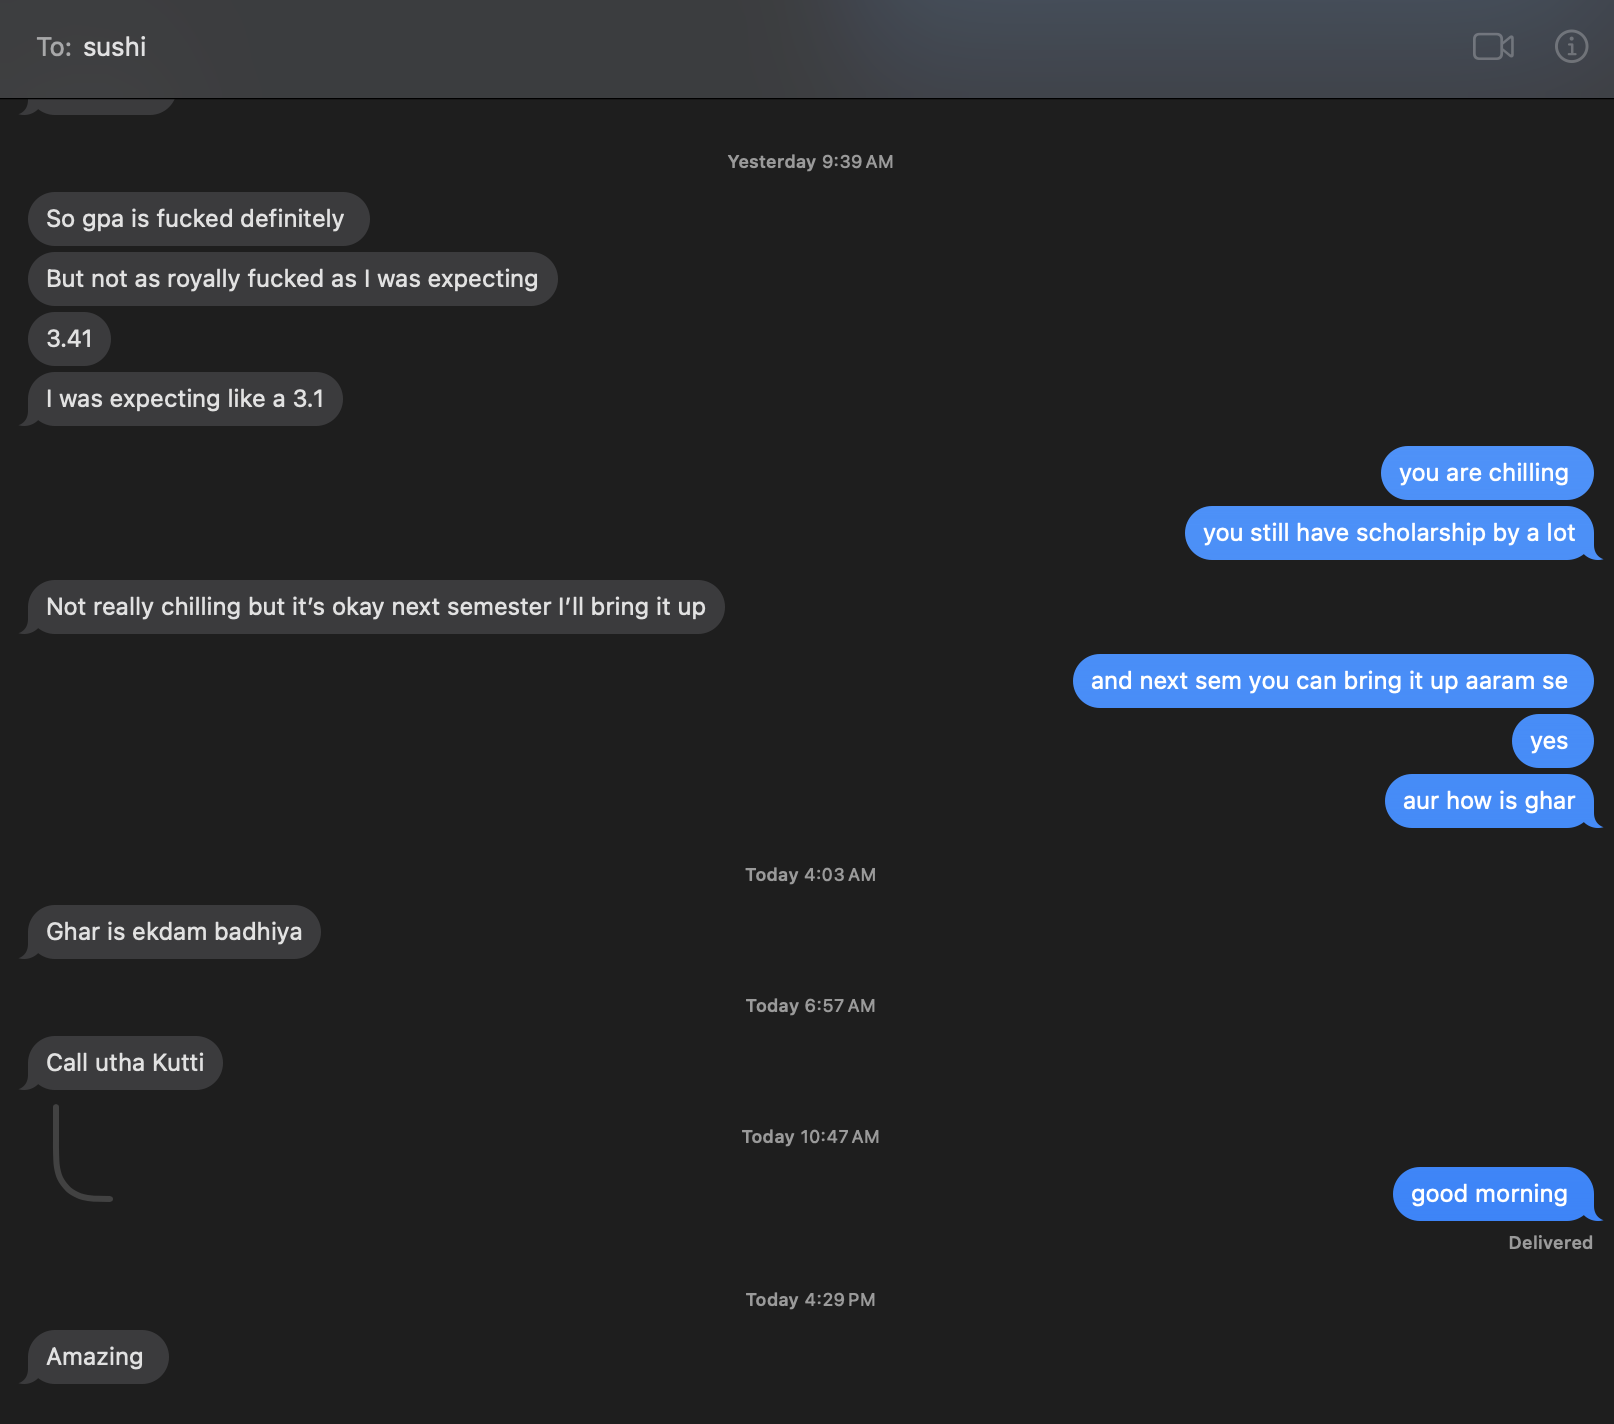 To: sushi
Yesterday 9:39 AM
So gpa is fucked definitely
But not as royally fucked as I was expecting
3.41
I was expecting like a 3.1
you are chilling
you still have scholarship by a lot
Not really chilling but it’s okay next semester I’ll bring it up
and next sem you can bring it up aaram se
yes
aur how is ghar
Today 4:03 AM
Ghar is ekdam badhiya
Today 6:57 AM
Call utha Kutti
Today 10:47 AM
good morning
Delivered
Today 4:29 PM
Amazing